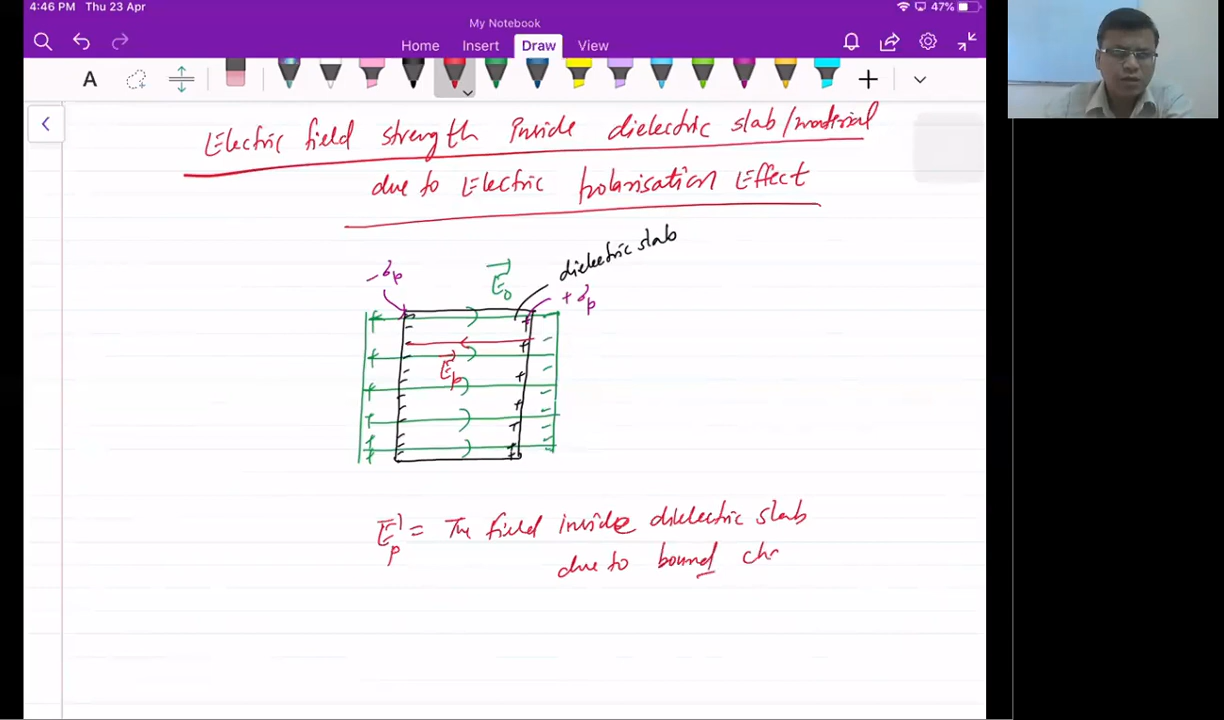 4:46 PM Thu 23 Apr
47%
My Notebook
Home Insert Draw View
A
Electric field strength inside dielectric slab/material
due to Electric polarisation Effect
dielectric slab
-σp
E0
+σp
Ep
Ep = The field inside dielectric slab
due to bound cha